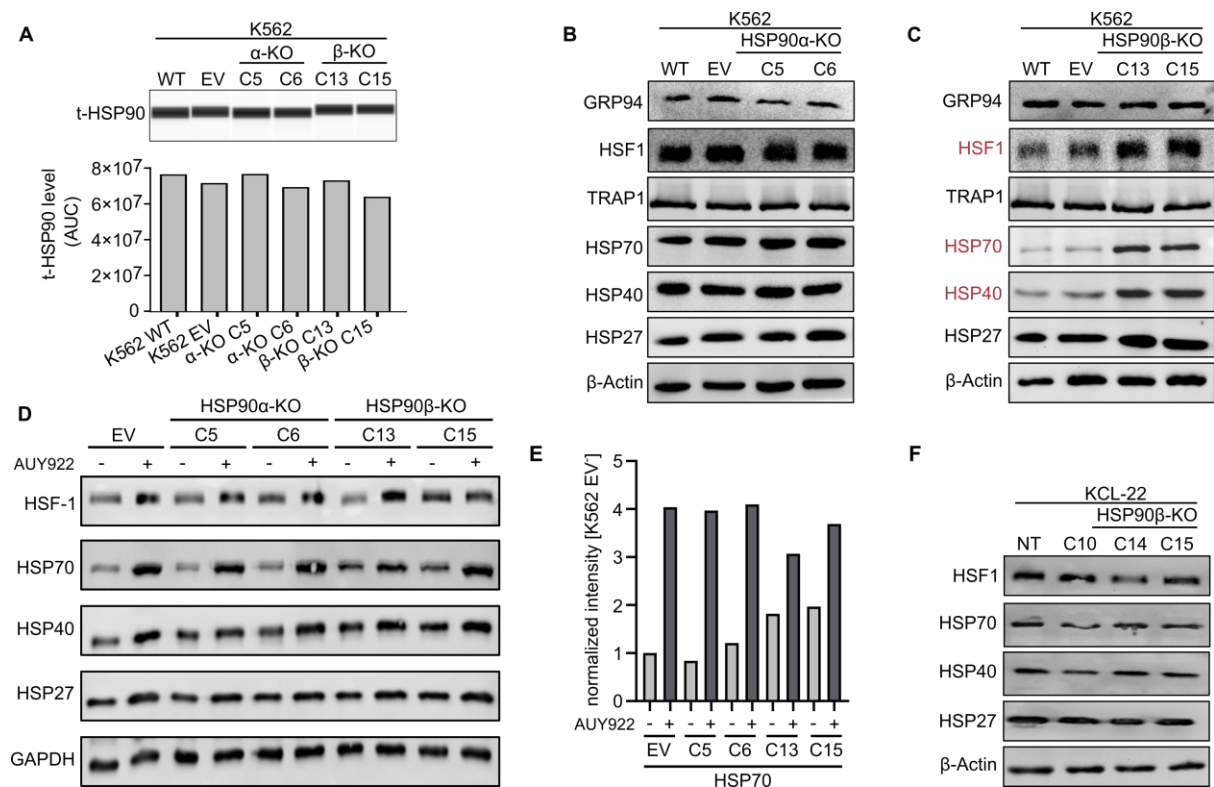 A
K562
α-KO β-KO
WT EV C5 C6 C13 C15
t-HSP90
t-HSP90 level
(AUC)
8×10⁷
6×10⁷
4×10⁷
2×10⁷
0
K562 WT
K562 EV
α-KO C5
α-KO C6
β-KO C13
β-KO C15
B
K562
HSP90α-KO
WT EV C5 C6
GRP94
HSF1
TRAP1
HSP70
HSP40
HSP27
β-Actin
C
K562
HSP90β-KO
WT EV C13 C15
GRP94
HSF1
TRAP1
HSP70
HSP40
HSP27
β-Actin
D
HSP90α-KO HSP90β-KO
EV C5 C6 C13 C15
AUY922 - + - + - + - + - +
HSF-1
HSP70
HSP40
HSP27
GAPDH
E
normalized intensity [K562 EV⁻]
5
4
3
2
1
0
AUY922 - + - + - + - + - +
EV C5 C6 C13 C15
HSP70
F
KCL-22
HSP90β-KO
NT C10 C14 C15
HSF1
HSP70
HSP40
HSP27
β-Actin